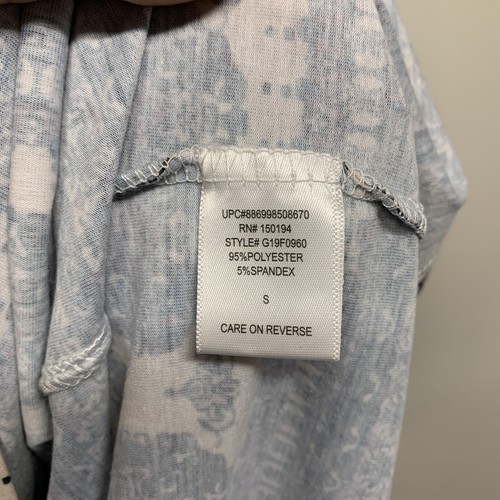 UPC#886998508670
RN# 150194
STYLE# G19F0960
95%POLYESTER
5%SPANDEX
S
CARE ON REVERSE